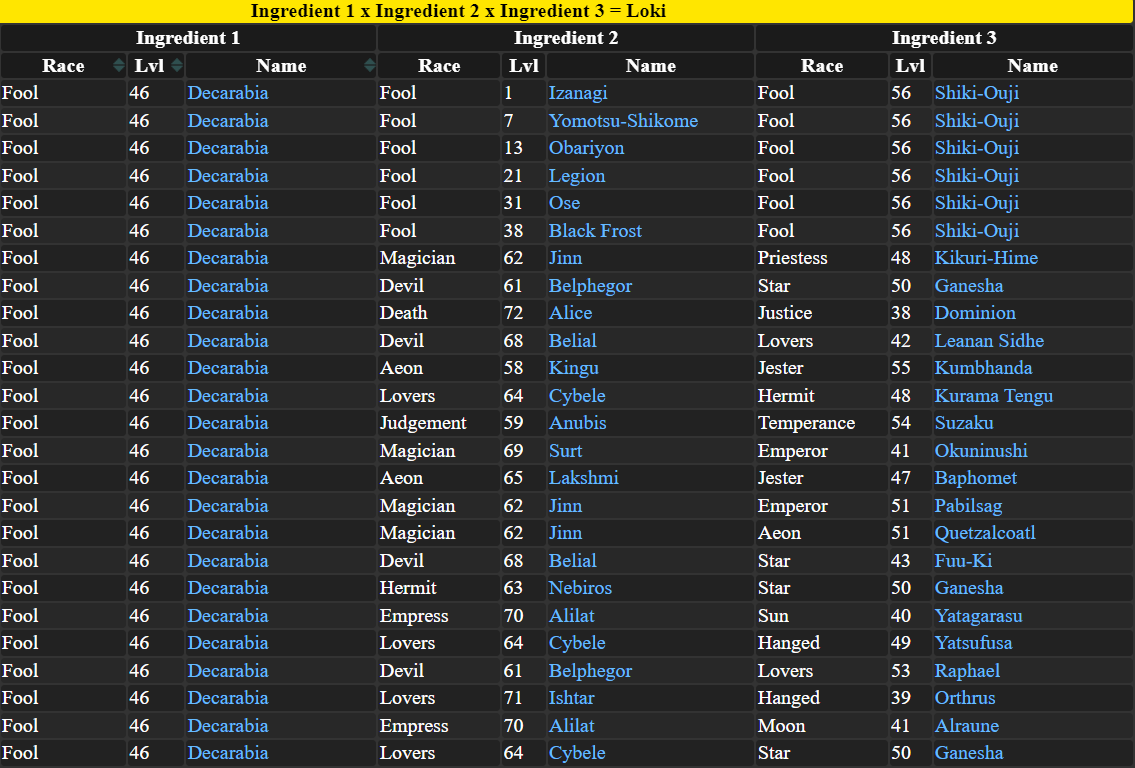 Ingredient 1 x Ingredient 2 x Ingredient 3 = Loki
Ingredient 1 Ingredient 2 Ingredient 3
Race Lvl Name Race Lvl Name Race Lvl Name
Fool 46 Decarabia Fool 1 Izanagi Fool 56 Shiki-Ouji
Fool 46 Decarabia Fool 7 Yomotsu-Shikome Fool 56 Shiki-Ouji
Fool 46 Decarabia Fool 13 Obariyon Fool 56 Shiki-Ouji
Fool 46 Decarabia Fool 21 Legion Fool 56 Shiki-Ouji
Fool 46 Decarabia Fool 31 Ose Fool 56 Shiki-Ouji
Fool 46 Decarabia Fool 38 Black Frost Fool 56 Shiki-Ouji
Fool 46 Decarabia Magician 62 Jinn Priestess 48 Kikuri-Hime
Fool 46 Decarabia Devil 61 Belphegor Star 50 Ganesha
Fool 46 Decarabia Death 72 Alice Justice 38 Dominion
Fool 46 Decarabia Devil 68 Belial Lovers 42 Leanan Sidhe
Fool 46 Decarabia Aeon 58 Kingu Jester 55 Kumbhanda
Fool 46 Decarabia Lovers 64 Cybele Hermit 48 Kurama Tengu
Fool 46 Decarabia Judgement 59 Anubis Temperance 54 Suzaku
Fool 46 Decarabia Magician 69 Surt Emperor 41 Okuninushi
Fool 46 Decarabia Aeon 65 Lakshmi Jester 47 Baphomet
Fool 46 Decarabia Magician 62 Jinn Emperor 51 Pabilsag
Fool 46 Decarabia Magician 62 Jinn Aeon 51 Quetzalcoatl
Fool 46 Decarabia Devil 68 Belial Star 43 Fuu-Ki
Fool 46 Decarabia Hermit 63 Nebiros Star 50 Ganesha
Fool 46 Decarabia Empress 70 Alilat Sun 40 Yatagarasu
Fool 46 Decarabia Lovers 64 Cybele Hanged 49 Yatsufusa
Fool 46 Decarabia Devil 61 Belphegor Lovers 53 Raphael
Fool 46 Decarabia Lovers 71 Ishtar Hanged 39 Orthrus
Fool 46 Decarabia Empress 70 Alilat Moon 41 Alraune
Fool 46 Decarabia Lovers 64 Cybele Star 50 Ganesha